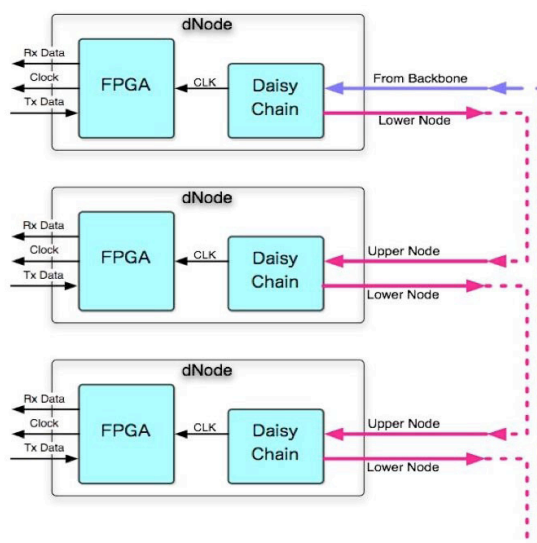 dNode
Rx Data
Clock
Tx Data
FPGA
CLK
Daisy
Chain
From Backbone
Lower Node
dNode
Rx Data
Clock
Tx Data
FPGA
CLK
Daisy
Chain
Upper Node
Lower Node
dNode
Rx Data
Clock
Tx Data
FPGA
CLK
Daisy
Chain
Upper Node
Lower Node